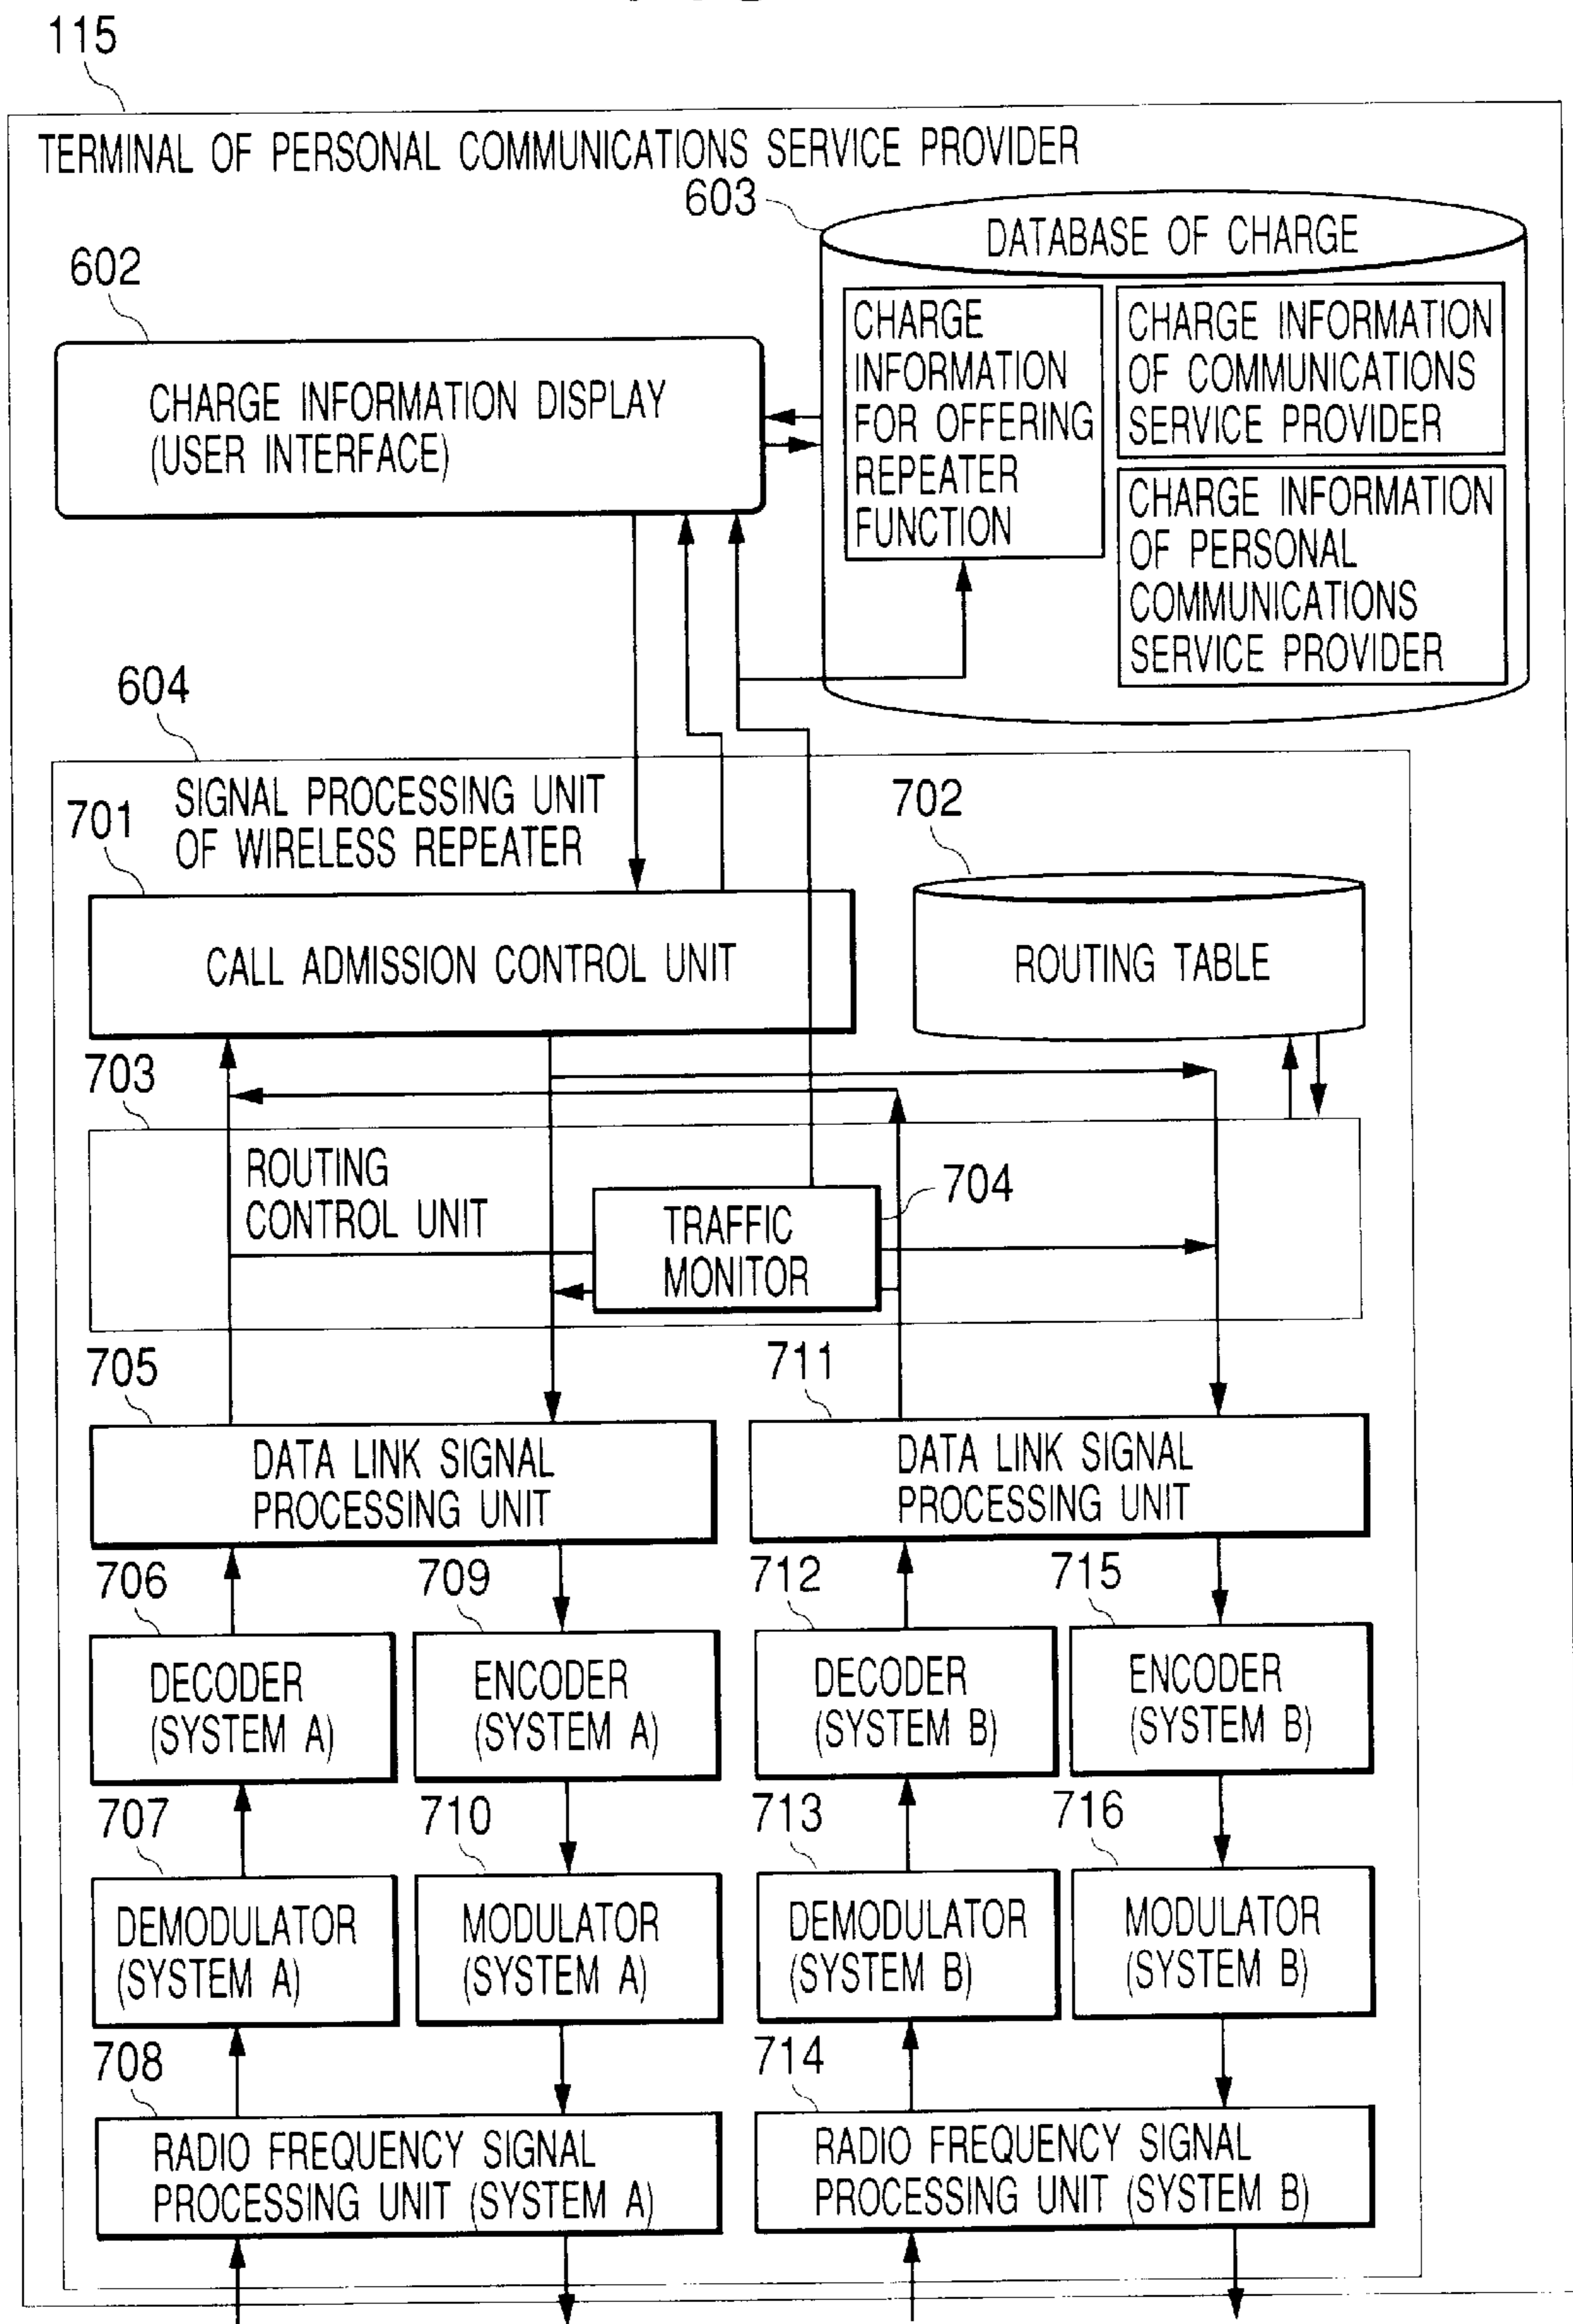 115
TERMINAL OF PERSONAL COMMUNICATIONS SERVICE PROVIDER
603
DATABASE OF CHARGE
602
CHARGE INFORMATION DISPLAY
(USER INTERFACE)
CHARGE
INFORMATION
FOR OFFERING
REPEATER
FUNCTION
CHARGE INFORMATION
OF COMMUNICATIONS
SERVICE PROVIDER
CHARGE INFORMATION
OF PERSONAL
COMMUNICATIONS
SERVICE PROVIDER
604
SIGNAL PROCESSING UNIT
OF WIRELESS REPEATER
701
702
CALL ADMISSION CONTROL UNIT
ROUTING TABLE
703
ROUTING
CONTROL UNIT
704
TRAFFIC
MONITOR
705
711
DATA LINK SIGNAL
PROCESSING UNIT
DATA LINK SIGNAL
PROCESSING UNIT
706
709
712
715
DECODER
(SYSTEM A)
ENCODER
(SYSTEM A)
DECODER
(SYSTEM B)
ENCODER
(SYSTEM B)
707
710
713
716
DEMODULATOR
(SYSTEM A)
MODULATOR
(SYSTEM A)
DEMODULATOR
(SYSTEM B)
MODULATOR
(SYSTEM B)
708
714
RADIO FREQUENCY SIGNAL
PROCESSING UNIT (SYSTEM A)
RADIO FREQUENCY SIGNAL
PROCESSING UNIT (SYSTEM B)